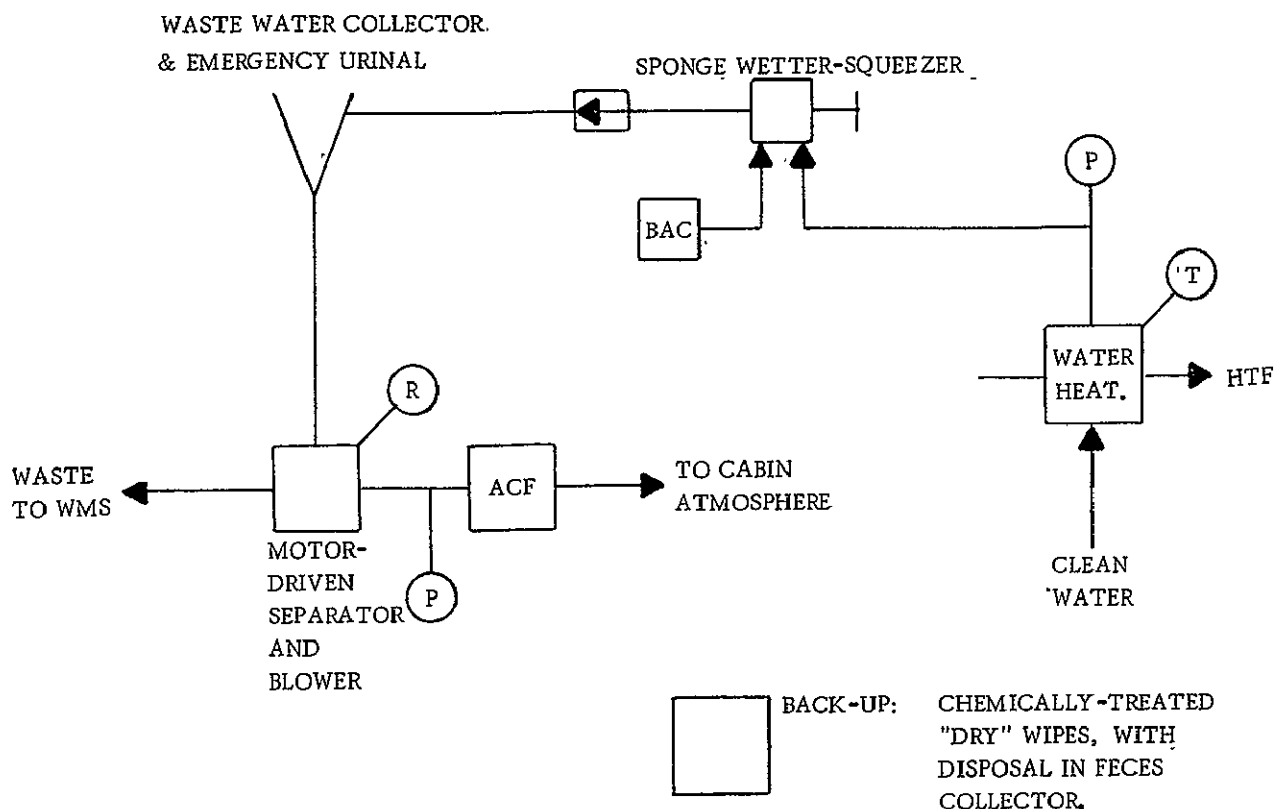 WASTE WATER COLLECTOR.
& EMERGENCY URINAL
SPONGE WETTER-SQUEEZER
P
BAC
'T
WATER
HEAT.
HTF
R
WASTE
TO WMS
ACF
TO CABIN
ATMOSPHERE
MOTOR-
DRIVEN
SEPARATOR
AND
BLOWER
P
CLEAN
WATER
BACK-UP:
CHEMICALLY-TREATED
"DRY" WIPES, WITH
DISPOSAL IN FECES
COLLECTOR.